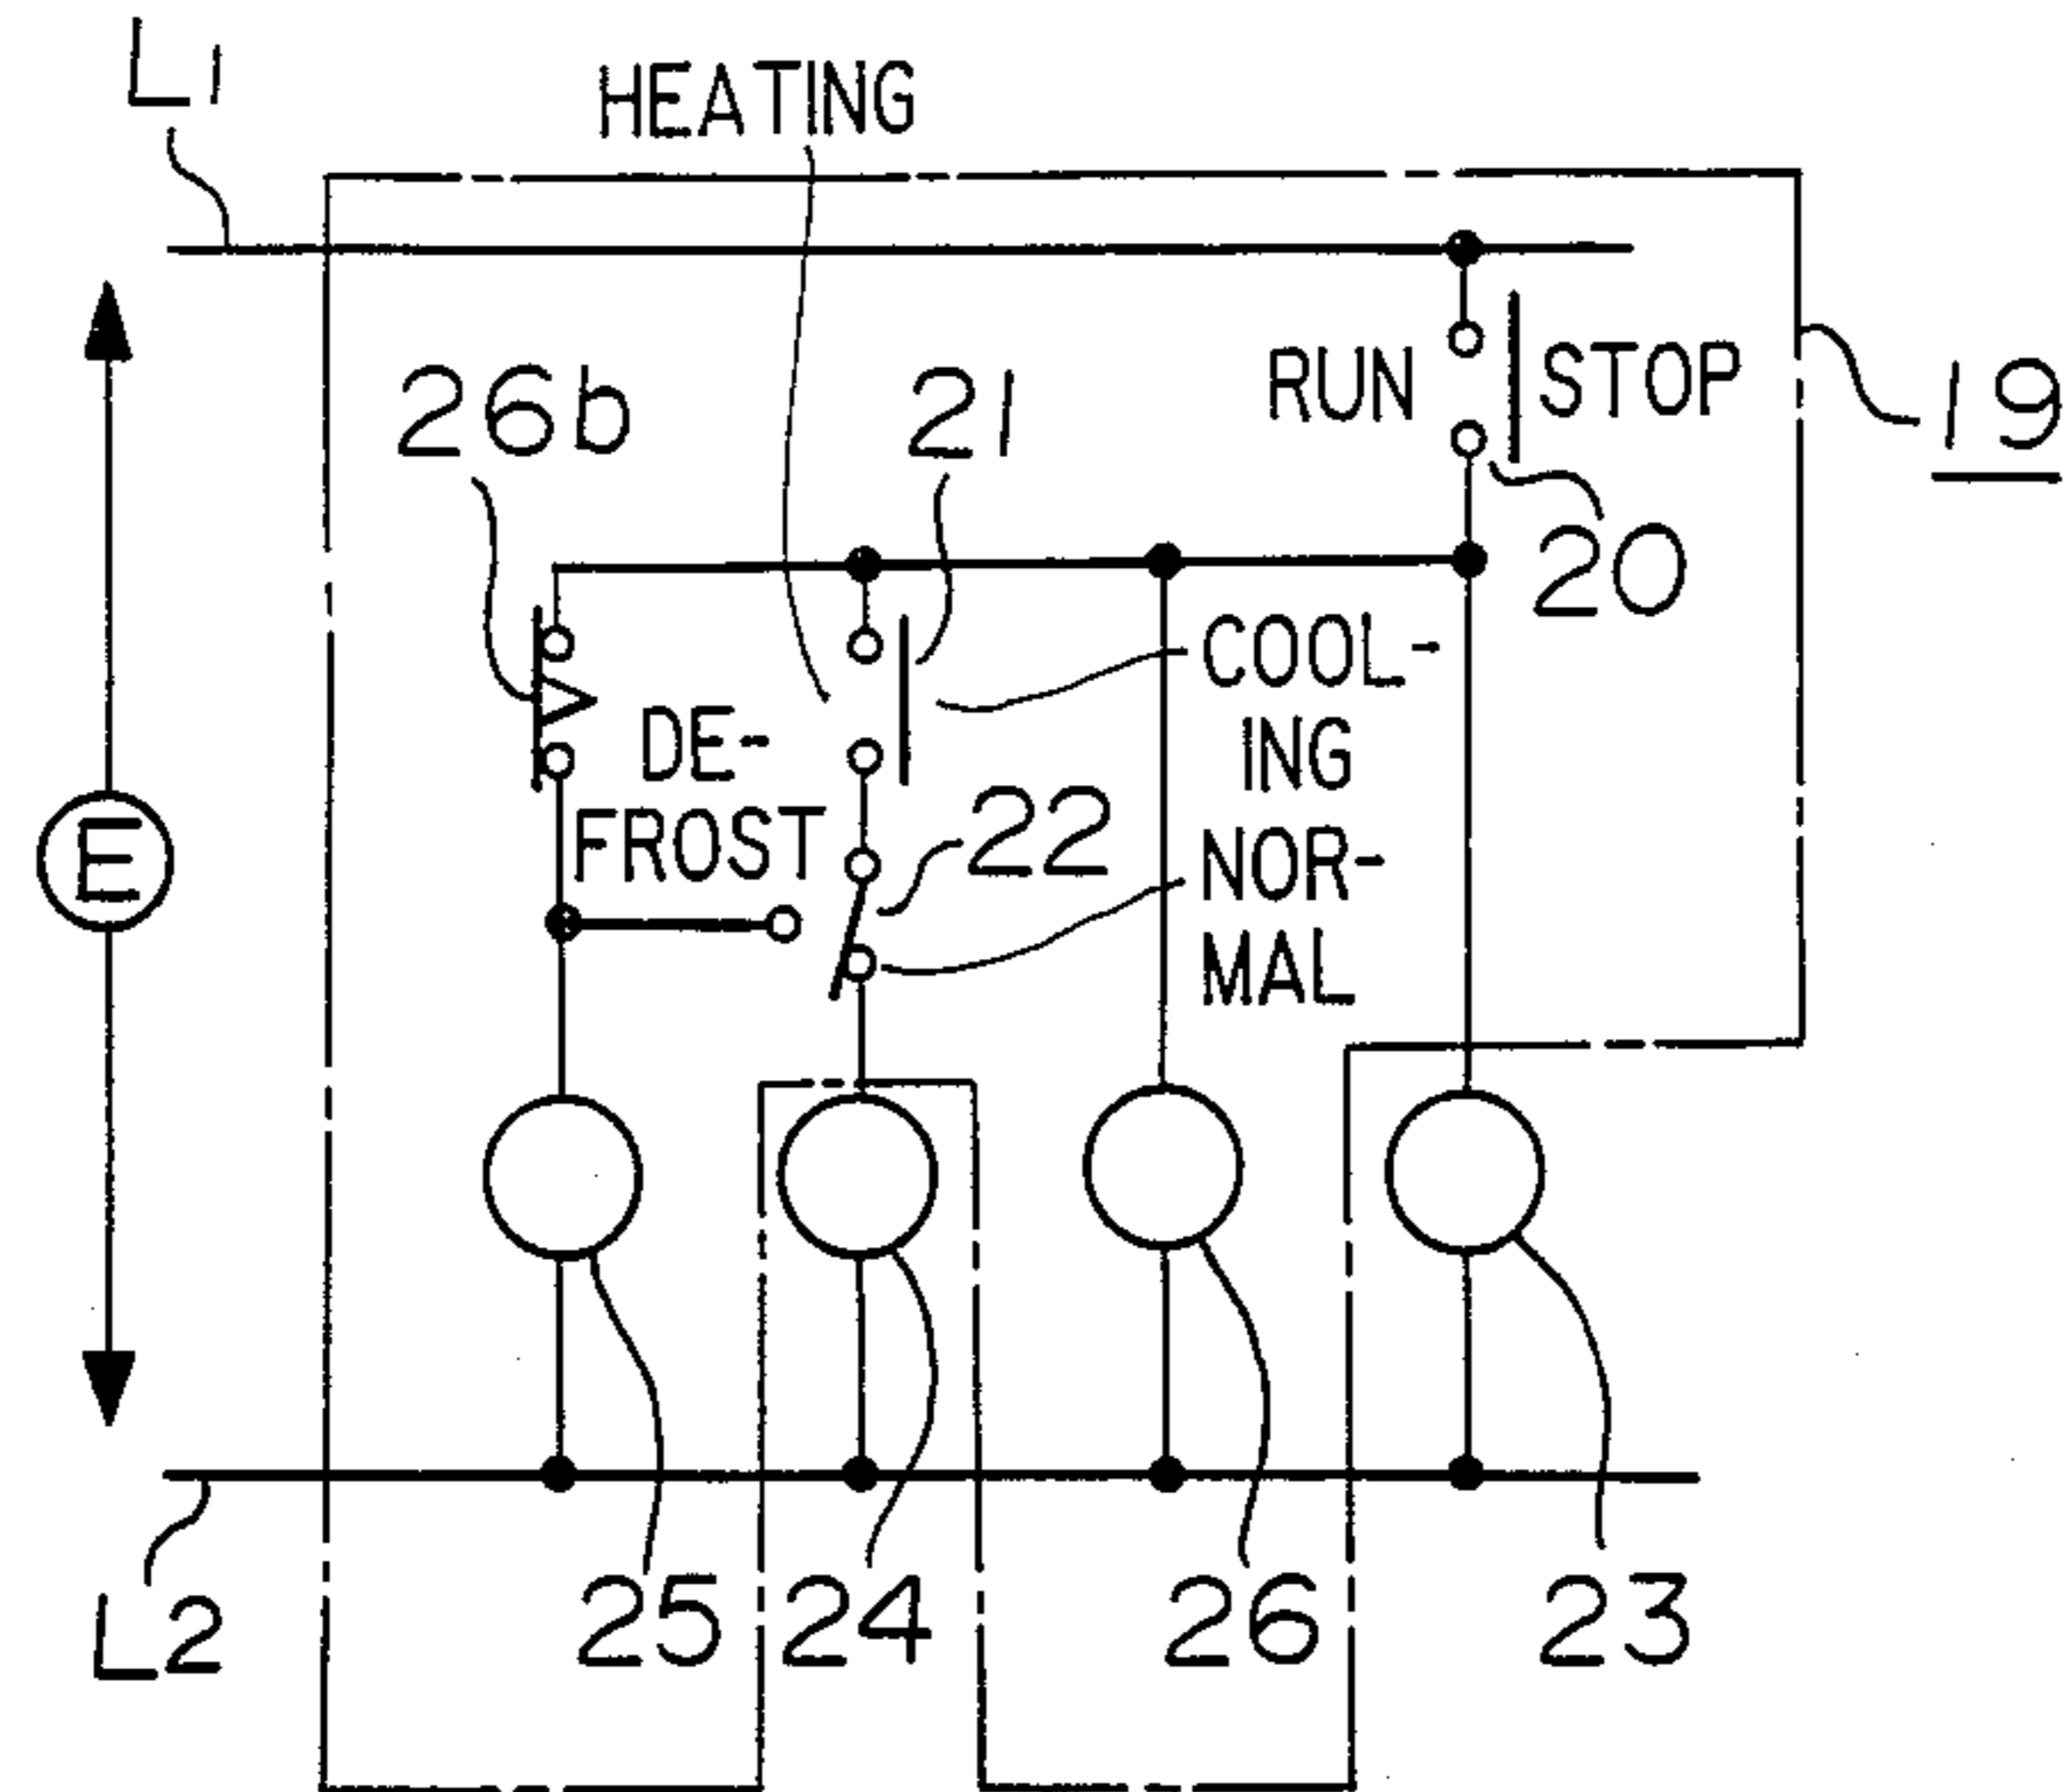 L1
HEATING
26b
21
RUN
STOP
19
20
COOL-
ING
DE-
FROST
22
NOR-
MAL
E
L2
25
24
26
23